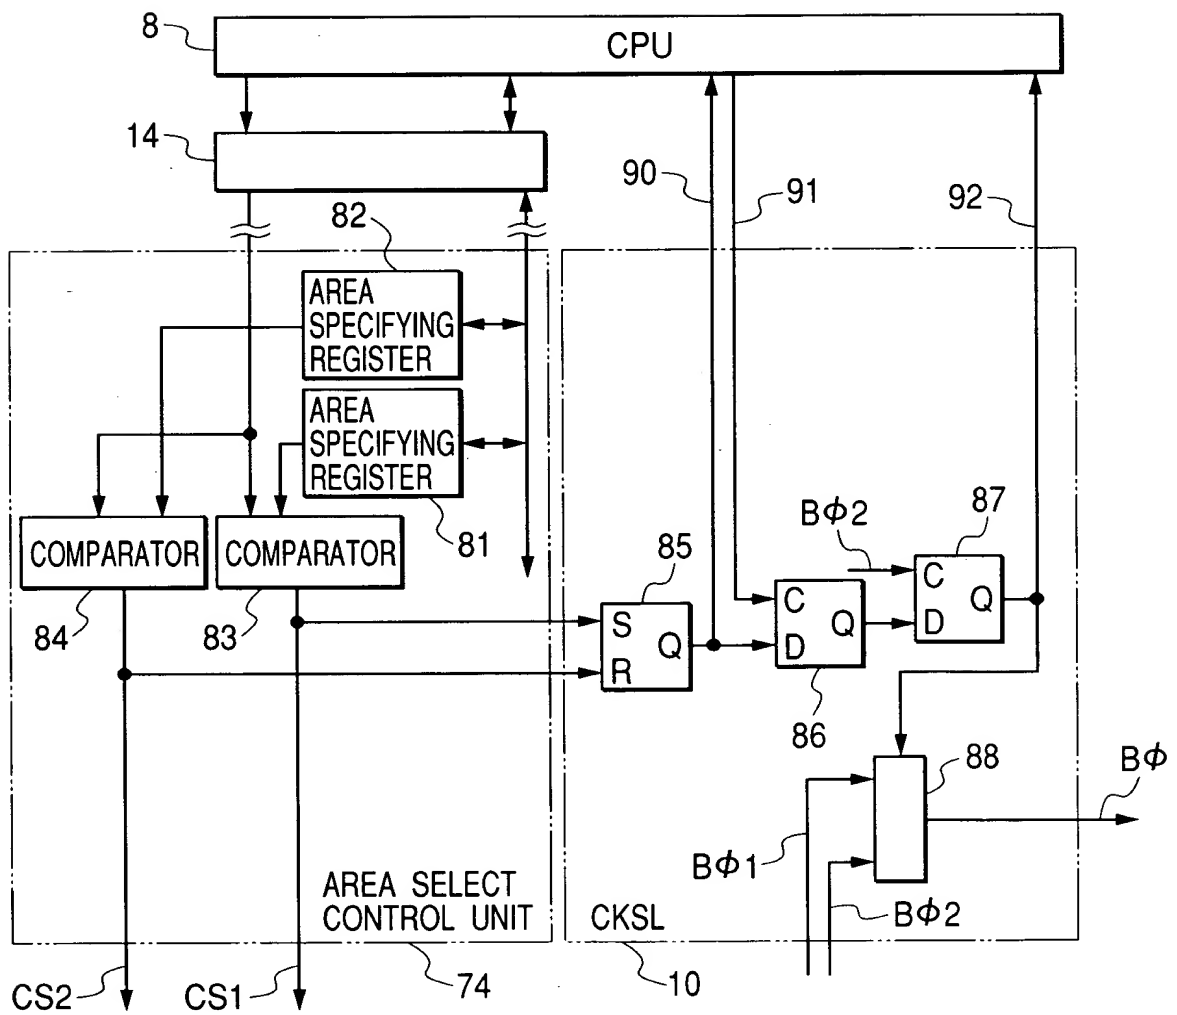 8
CPU
14
90
91
92
82
AREA
SPECIFYING
REGISTER
AREA
SPECIFYING
REGISTER
81
BΦ2
87
C
D
Q
COMPARATOR
COMPARATOR
84
83
85
S
R
Q
C
D
Q
86
88
BΦ
BΦ1
BΦ2
AREA SELECT
CONTROL UNIT
CKSL
74
10
CS2
CS1